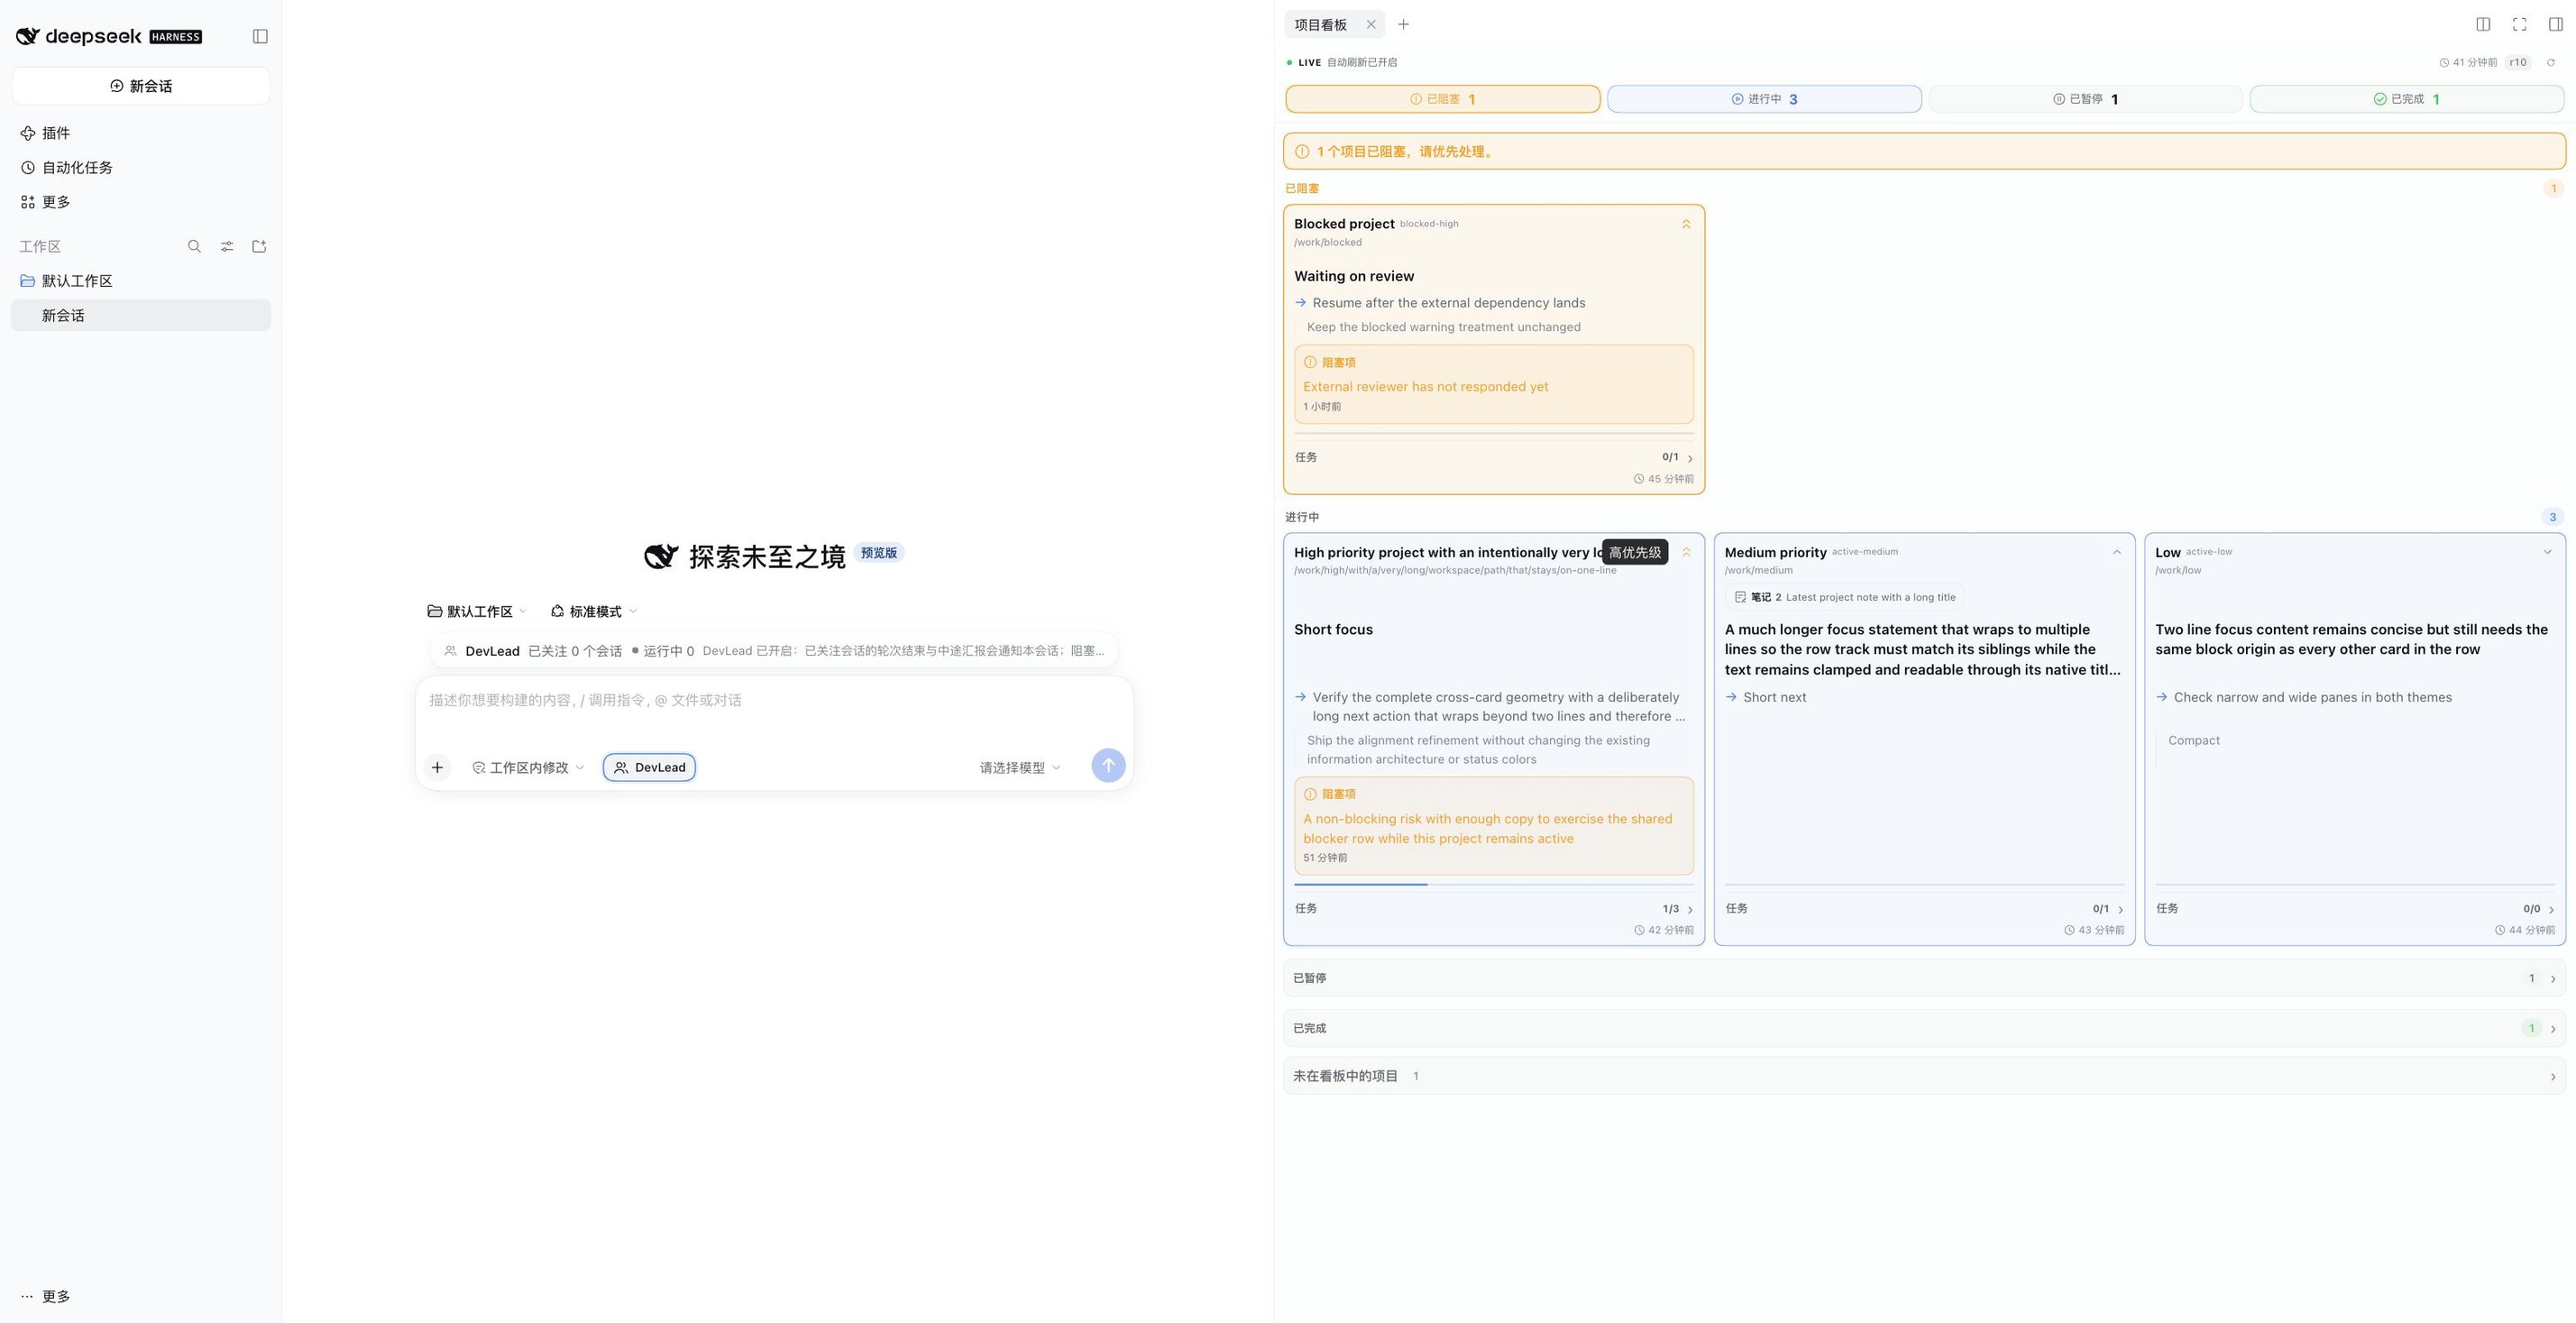 deepseek HARNESS
新会话
插件
自动化任务
更多
工作区
默认工作区
新会话
更多
探索未至之境 预览版
默认工作区 标准模式
DevLead 已关注 0 个会话 运行中 0 DevLead 已开启：已关注会话的轮次结束与中途汇报会通知本会话；阻塞...
描述你想要构建的内容, / 调用指令, @ 文件或对话
工作区内修改 DevLead 请选择模型
项目看板
LIVE 自动刷新已开启 41 分钟前 r10
已阻塞 1 进行中 3 已暂停 1 已完成 1
1 个项目已阻塞，请优先处理。
已阻塞 1
Blocked project blocked-high
/work/blocked
Waiting on review
Resume after the external dependency lands
Keep the blocked warning treatment unchanged
阻塞项
External reviewer has not responded yet
1 小时前
任务 0/1
45 分钟前
进行中 3
High priority project with an intentionally very lo
高优先级
/work/high/with/a/very/long/workspace/path/that/stays/on-one-line
Short focus
Verify the complete cross-card geometry with a deliberately
long next action that wraps beyond two lines and therefore ...
Ship the alignment refinement without changing the existing
information architecture or status colors
阻塞项
A non-blocking risk with enough copy to exercise the shared
blocker row while this project remains active
51 分钟前
任务 1/3
42 分钟前
Medium priority active-medium
/work/medium
笔记 2 Latest project note with a long title
A much longer focus statement that wraps to multiple
lines so the row track must match its siblings while the
text remains clamped and readable through its native titl...
Short next
任务 0/1
43 分钟前
Low active-low
/work/low
Two line focus content remains concise but still needs the
same block origin as every other card in the row
Check narrow and wide panes in both themes
Compact
任务 0/0
44 分钟前
已暂停 1
已完成 1
未在看板中的项目 1